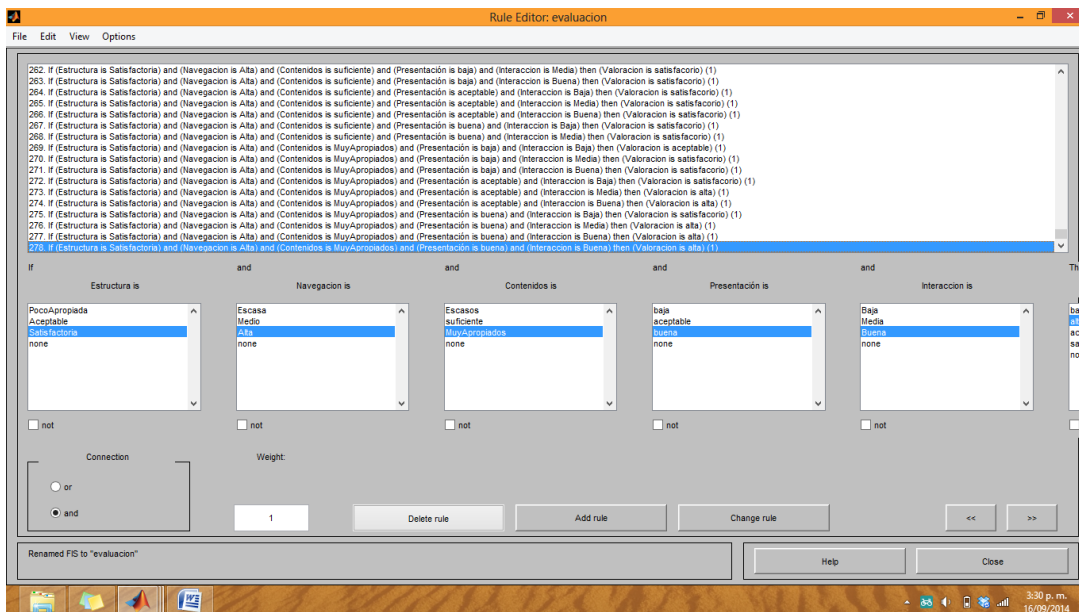 Rule Editor: evaluacion
File Edit View Options
262. If (Estructura is Satisfactoria) and (Navegacion is Alta) and (Contenidos is suficiente) and (Presentación is baja) and (Interaccion is Media) then (Valoracion is satisfacorio) (1)
263. If (Estructura is Satisfactoria) and (Navegacion is Alta) and (Contenidos is suficiente) and (Presentación is baja) and (Interaccion is Buena) then (Valoracion is satisfacorio) (1)
264. If (Estructura is Satisfactoria) and (Navegacion is Alta) and (Contenidos is suficiente) and (Presentación is aceptable) and (Interaccion is Baja) then (Valoracion is satisfacorio) (1)
265. If (Estructura is Satisfactoria) and (Navegacion is Alta) and (Contenidos is suficiente) and (Presentación is aceptable) and (Interaccion is Media) then (Valoracion is satisfacorio) (1)
266. If (Estructura is Satisfactoria) and (Navegacion is Alta) and (Contenidos is suficiente) and (Presentación is aceptable) and (Interaccion is Buena) then (Valoracion is satisfacorio) (1)
267. If (Estructura is Satisfactoria) and (Navegacion is Alta) and (Contenidos is suficiente) and (Presentación is buena) and (Interaccion is Baja) then (Valoracion is satisfacorio) (1)
268. If (Estructura is Satisfactoria) and (Navegacion is Alta) and (Contenidos is suficiente) and (Presentación is buena) and (Interaccion is Media) then (Valoracion is satisfacorio) (1)
269. If (Estructura is Satisfactoria) and (Navegacion is Alta) and (Contenidos is MuyApropiados) and (Presentación is baja) and (Interaccion is Baja) then (Valoracion is aceptable) (1)
270. If (Estructura is Satisfactoria) and (Navegacion is Alta) and (Contenidos is MuyApropiados) and (Presentación is baja) and (Interaccion is Media) then (Valoracion is satisfacorio) (1)
271. If (Estructura is Satisfactoria) and (Navegacion is Alta) and (Contenidos is MuyApropiados) and (Presentación is baja) and (Interaccion is Buena) then (Valoracion is satisfacorio) (1)
272. If (Estructura is Satisfactoria) and (Navegacion is Alta) and (Contenidos is MuyApropiados) and (Presentación is aceptable) and (Interaccion is Baja) then (Valoracion is satisfacorio) (1)
273. If (Estructura is Satisfactoria) and (Navegacion is Alta) and (Contenidos is MuyApropiados) and (Presentación is aceptable) and (Interaccion is Media) then (Valoracion is alta) (1)
274. If (Estructura is Satisfactoria) and (Navegacion is Alta) and (Contenidos is MuyApropiados) and (Presentación is aceptable) and (Interaccion is Buena) then (Valoracion is alta) (1)
275. If (Estructura is Satisfactoria) and (Navegacion is Alta) and (Contenidos is MuyApropiados) and (Presentación is buena) and (Interaccion is Baja) then (Valoracion is satisfacorio) (1)
276. If (Estructura is Satisfactoria) and (Navegacion is Alta) and (Contenidos is MuyApropiados) and (Presentación is buena) and (Interaccion is Media) then (Valoracion is alta) (1)
277. If (Estructura is Satisfactoria) and (Navegacion is Alta) and (Contenidos is MuyApropiados) and (Presentación is buena) and (Interaccion is Buena) then (Valoracion is alta) (1)
278. If (Estructura is Satisfactoria) and (Navegacion is Alta) and (Contenidos is MuyApropiados) and (Presentación is buena) and (Interaccion is Buena) then (Valoracion is alta) (1)
If and and and and Th
Estructura is Navegacion is Contenidos is Presentación is Interaccion is
PocoApropiada Escasa Escasos baja Baja ba
Aceptable Medio suficiente aceptable Media alt
Satisfactoria Alta MuyApropiados buena Buena ac
none none none none none sa
no
not not not not not
Connection Weight:
or
and 1 Delete rule Add rule Change rule << >>
Renamed FIS to "evaluacion" Help Close
3:30 p. m.
16/09/2014